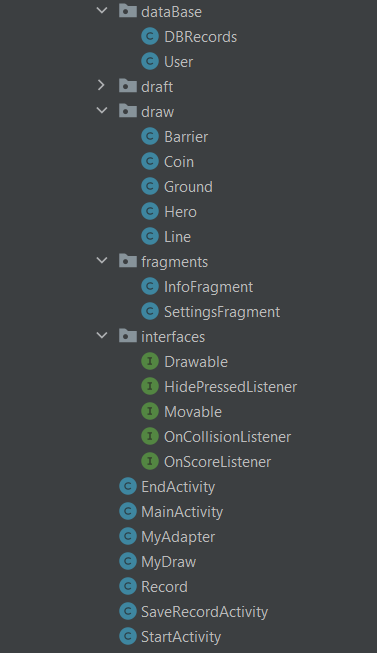 dataBase
C DBRecords
C User
draft
draw
C Barrier
C Coin
C Ground
C Hero
C Line
fragments
C InfoFragment
C SettingsFragment
interfaces
I Drawable
I HidePressedListener
I Movable
I OnCollisionListener
I OnScoreListener
C EndActivity
C MainActivity
C MyAdapter
C MyDraw
C Record
C SaveRecordActivity
C StartActivity